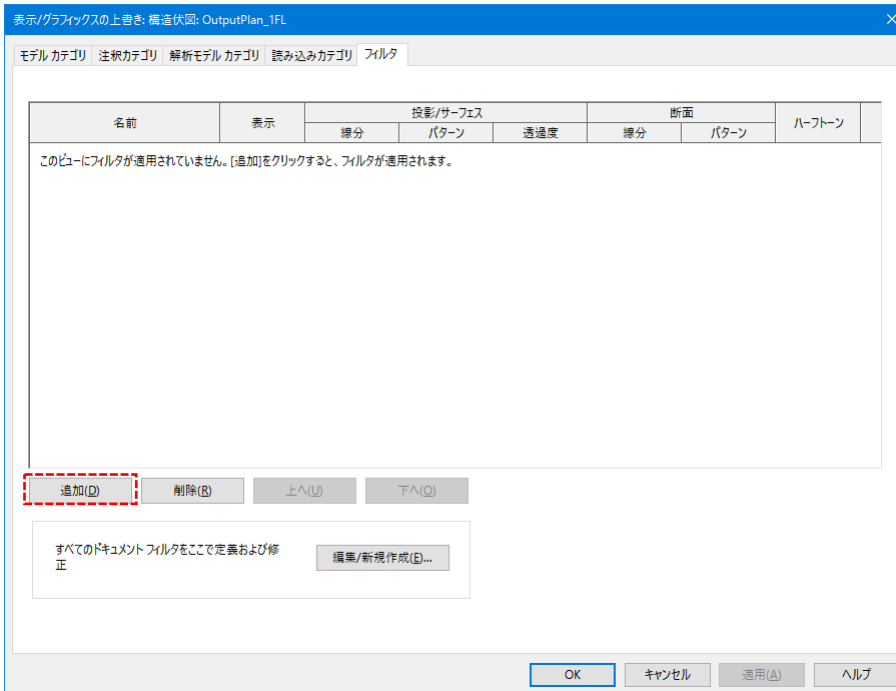 表示/グラフィックスの上書き: 構造伏図: OutputPlan_1FL
モデル カテゴリ 注釈カテゴリ 解析モデル カテゴリ 読み込みカテゴリ フィルタ
名前 表示 投影/サーフェス 断面 ハーフトーン
線分 パターン 透過度 線分 パターン
このビューにフィルタが適用されていません。[追加]をクリックすると、フィルタが適用されます。
追加(D) 削除(R) 上へ(U) 下へ(O)
すべてのドキュメント フィルタをここで定義および修
正
編集/新規作成(E)...
OK キャンセル 適用(A) ヘルプ